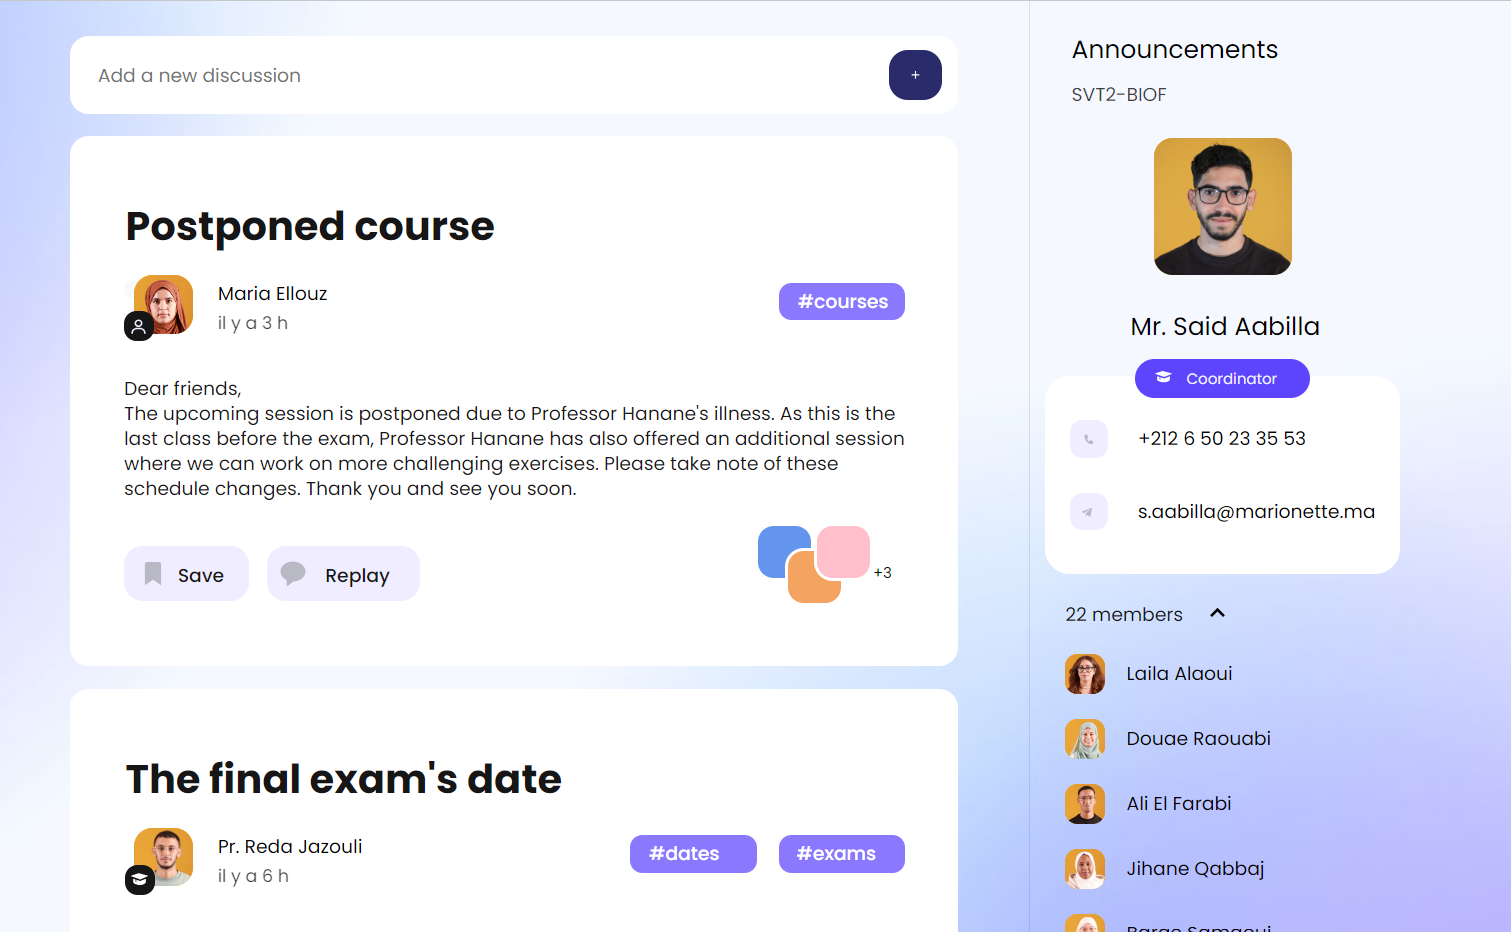 Add a new discussion
+
Postponed course
Maria Ellouz
il y a 3 h
#courses
Dear friends,
The upcoming session is postponed due to Professor Hanane's illness. As this is the
last class before the exam, Professor Hanane has also offered an additional session
where we can work on more challenging exercises. Please take note of these
schedule changes. Thank you and see you soon.
Save
Replay
+3
The final exam's date
Pr. Reda Jazouli
il y a 6 h
#dates
#exams
Announcements
SVT2-BIOF
Mr. Said Aabilla
Coordinator
+212 6 50 23 35 53
s.aabilla@marionette.ma
22 members
Laila Alaoui
Douae Raouabi
Ali El Farabi
Jihane Qabbaj